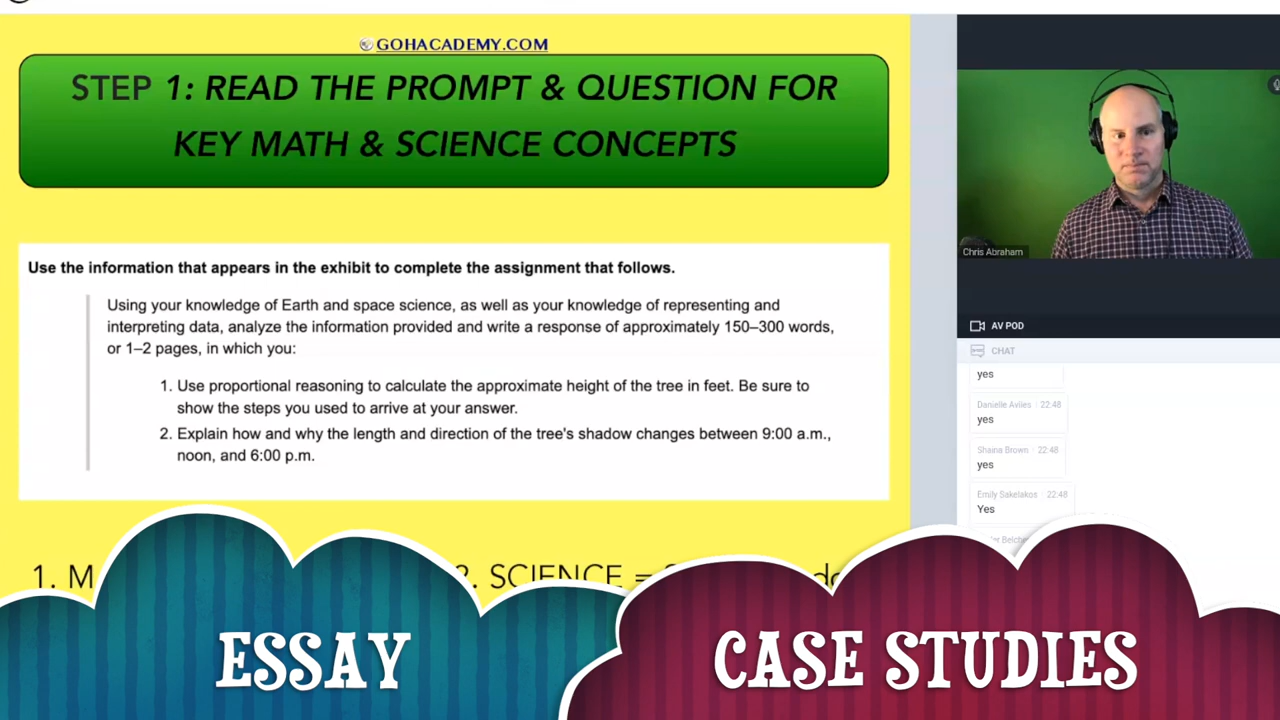 GOHACADEMY.COM
STEP 1: READ THE PROMPT & QUESTION FOR
KEY MATH & SCIENCE CONCEPTS
Use the information that appears in the exhibit to complete the assignment that follows.
Using your knowledge of Earth and space science, as well as your knowledge of representing and
interpreting data, analyze the information provided and write a response of approximately 150–300 words,
or 1–2 pages, in which you:
1. Use proportional reasoning to calculate the approximate height of the tree in feet. Be sure to
show the steps you used to arrive at your answer.
2. Explain how and why the length and direction of the tree's shadow changes between 9:00 a.m.,
noon, and 6:00 p.m.
1. M
2. SCIENCE =
ESSAY
CASE STUDIES
Chris Abraham
AV POD
CHAT
yes
Danielle Aviles 22:48
yes
Shaina Brown 22:48
yes
Emily Sakelakos 22:48
Yes